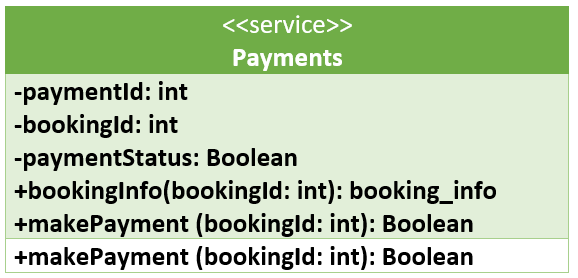 <<service>>
Payments
-paymentId: int
-bookingId: int
-paymentStatus: Boolean
+bookingInfo(bookingId: int): booking_info
+makePayment (bookingId: int): Boolean
+makePayment (bookingId: int): Boolean